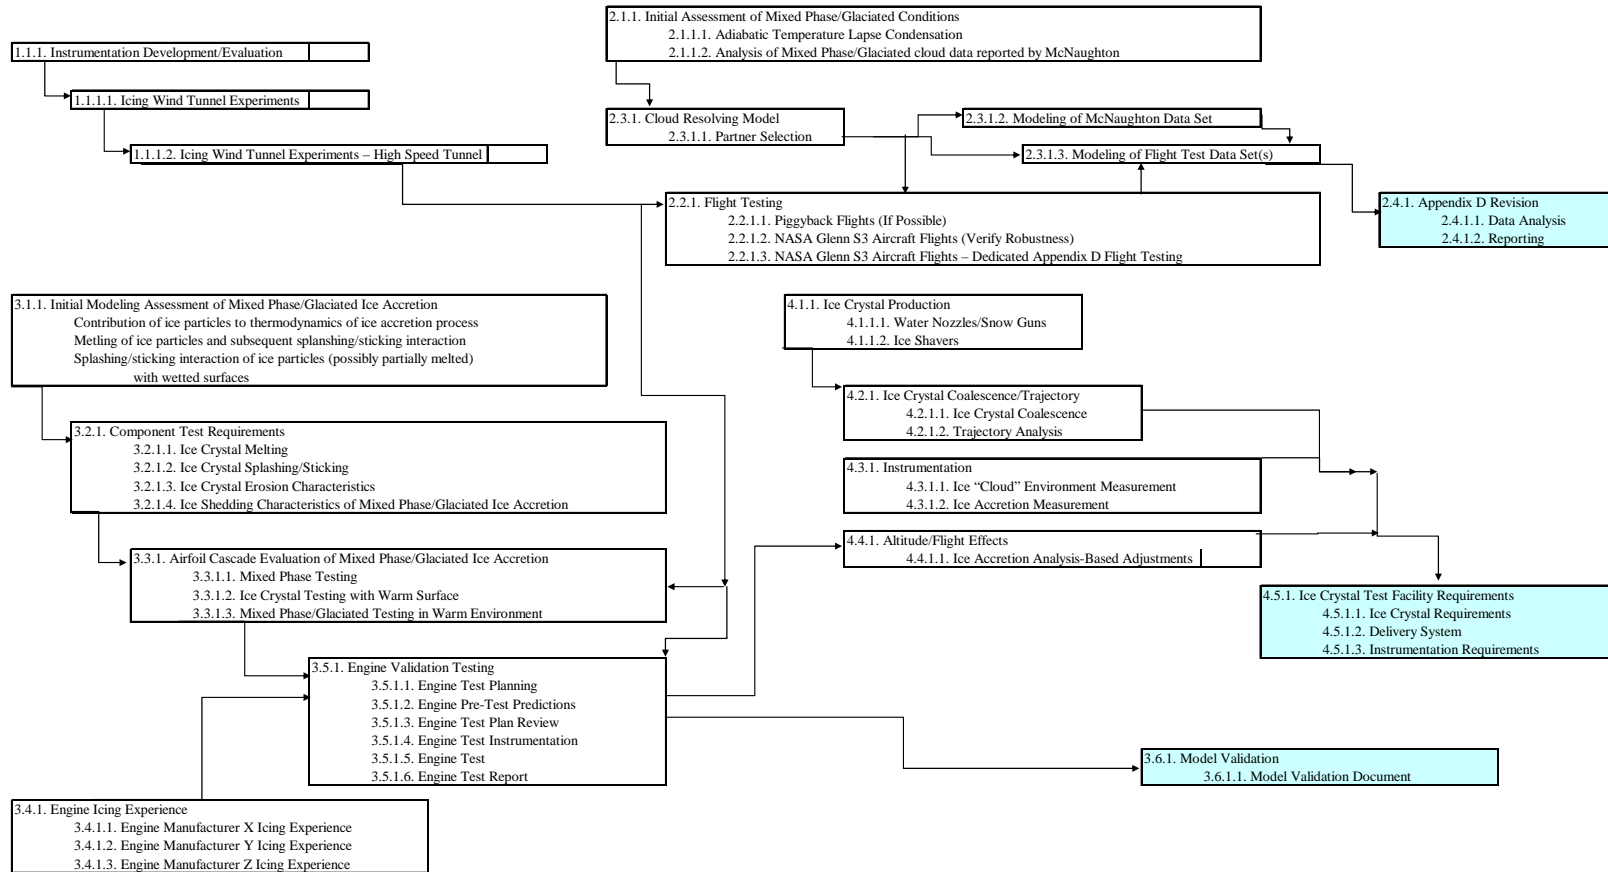 2.1.1. Initial Assessment of Mixed Phase/Glaciated Conditions
2.1.1.1. Adiabatic Temperature Lapse Condensation
2.1.1.2. Analysis of Mixed Phase/Glaciated cloud data reported by McNaughton
1.1.1. Instrumentation Development/Evaluation
1.1.1.1. Icing Wind Tunnel Experiments
1.1.1.2. Icing Wind Tunnel Experiments – High Speed Tunnel
2.3.1. Cloud Resolving Model
2.3.1.1. Partner Selection
2.3.1.2. Modeling of McNaughton Data Set
2.3.1.3. Modeling of Flight Test Data Set(s)
2.2.1. Flight Testing
2.2.1.1. Piggyback Flights (If Possible)
2.2.1.2. NASA Glenn S3 Aircraft Flights (Verify Robustness)
2.2.1.3. NASA Glenn S3 Aircraft Flights – Dedicated Appendix D Flight Testing
2.4.1. Appendix D Revision
2.4.1.1. Data Analysis
2.4.1.2. Reporting
3.1.1. Initial Modeling Assessment of Mixed Phase/Glaciated Ice Accretion
Contribution of ice particles to thermodynamics of ice accretion process
Metling of ice particles and subsequent splanshing/sticking interaction
Splashing/sticking interaction of ice particles (possibly partially melted)
with wetted surfaces
4.1.1. Ice Crystal Production
4.1.1.1. Water Nozzles/Snow Guns
4.1.1.2. Ice Shavers
4.2.1. Ice Crystal Coalescence/Trajectory
4.2.1.1. Ice Crystal Coalescence
4.2.1.2. Trajectory Analysis
3.2.1. Component Test Requirements
3.2.1.1. Ice Crystal Melting
3.2.1.2. Ice Crystal Splashing/Sticking
3.2.1.3. Ice Crystal Erosion Characteristics
3.2.1.4. Ice Shedding Characteristics of Mixed Phase/Glaciated Ice Accretion
4.3.1. Instrumentation
4.3.1.1. Ice “Cloud” Environment Measurement
4.3.1.2. Ice Accretion Measurement
3.3.1. Airfoil Cascade Evaluation of Mixed Phase/Glaciated Ice Accretion
3.3.1.1. Mixed Phase Testing
3.3.1.2. Ice Crystal Testing with Warm Surface
3.3.1.3. Mixed Phase/Glaciated Testing in Warm Environment
4.4.1. Altitude/Flight Effects
4.4.1.1. Ice Accretion Analysis-Based Adjustments
4.5.1. Ice Crystal Test Facility Requirements
4.5.1.1. Ice Crystal Requirements
4.5.1.2. Delivery System
4.5.1.3. Instrumentation Requirements
3.5.1. Engine Validation Testing
3.5.1.1. Engine Test Planning
3.5.1.2. Engine Pre-Test Predictions
3.5.1.3. Engine Test Plan Review
3.5.1.4. Engine Test Instrumentation
3.5.1.5. Engine Test
3.5.1.6. Engine Test Report
3.6.1. Model Validation
3.6.1.1. Model Validation Document
3.4.1. Engine Icing Experience
3.4.1.1. Engine Manufacturer X Icing Experience
3.4.1.2. Engine Manufacturer Y Icing Experience
3.4.1.3. Engine Manufacturer Z Icing Experience